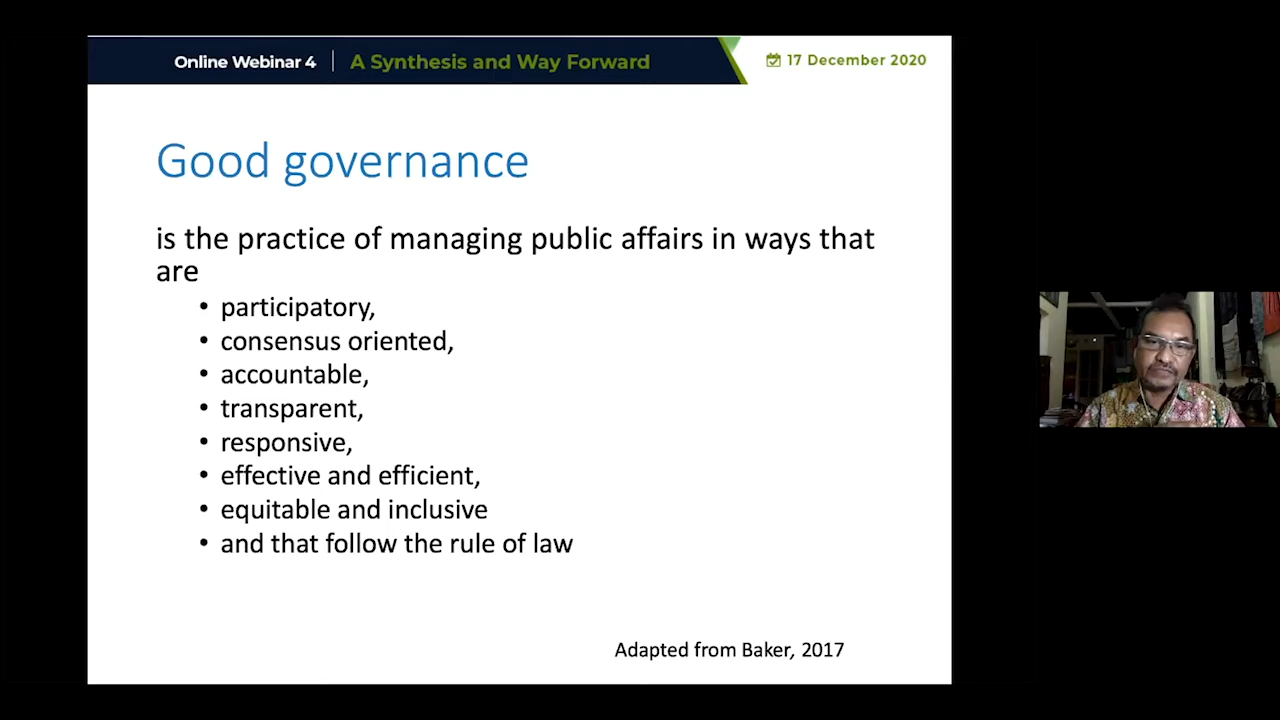 Online Webinar 4 | A Synthesis and Way Forward
17 December 2020
Good governance
is the practice of managing public affairs in ways that
are
• participatory,
• consensus oriented,
• accountable,
• transparent,
• responsive,
• effective and efficient,
• equitable and inclusive
• and that follow the rule of law
Adapted from Baker, 2017